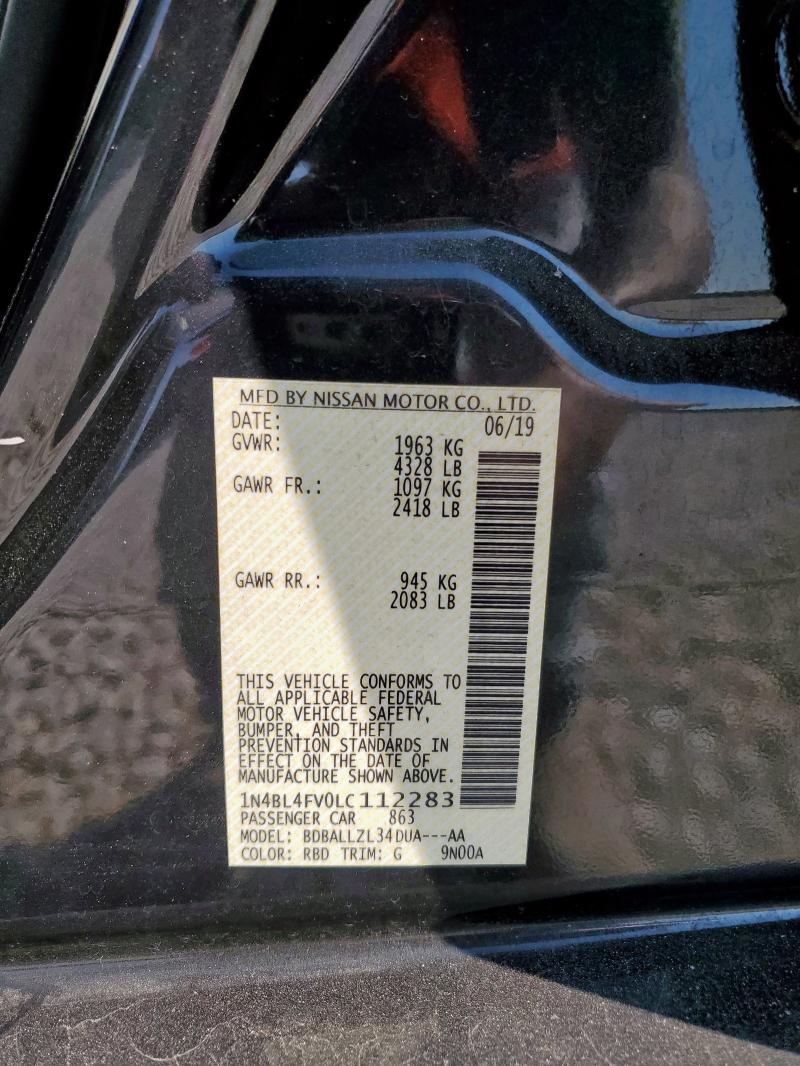 MFD BY NISSAN MOTOR CO., LTD.
DATE: 06/19
GVWR: 1963 KG
4328 LB
GAWR FR.: 1097 KG
2418 LB
GAWR RR.: 945 KG
2083 LB
THIS VEHICLE CONFORMS TO
ALL APPLICABLE FEDERAL
MOTOR VEHICLE SAFETY,
BUMPER, AND THEFT
PREVENTION STANDARDS IN
EFFECT ON THE DATE OF
MANUFACTURE SHOWN ABOVE.
1N4BL4FV0LC112283
PASSENGER CAR 863
MODEL: BDBALLZL34DUA---AA
COLOR: RBD TRIM: G 9N00A